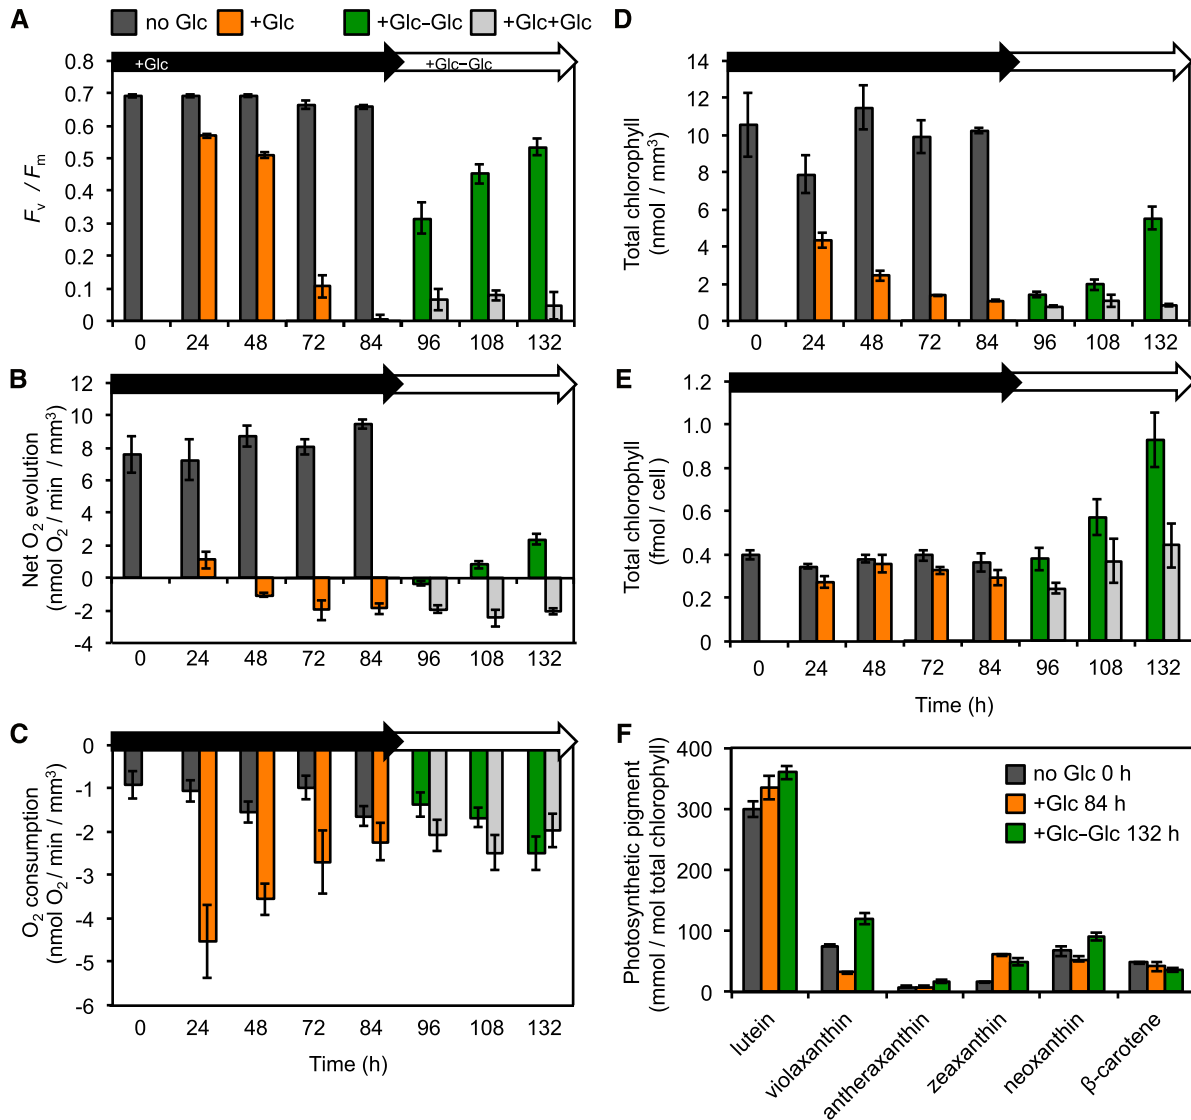 A
no Glc
+Glc
+Glc–Glc
+Glc+Glc
+Glc
+Glc–Glc
Fv / Fm
0.8
0.7
0.6
0.5
0.4
0.3
0.2
0.1
0
0 24 48 72 84 96 108 132
B
Net O2 evolution
(nmol O2 / min / mm3)
12
10
8
6
4
2
0
-2
-4
0 24 48 72 84 96 108 132
C
O2 consumption
(nmol O2 / min / mm3)
0
-1
-2
-3
-4
-5
-6
0 24 48 72 84 96 108 132
Time (h)
D
Total chlorophyll
(nmol / mm3)
14
12
10
8
6
4
2
0
0 24 48 72 84 96 108 132
E
Total chlorophyll
(fmol / cell )
1.2
1.0
0.8
0.6
0.4
0.2
0
0 24 48 72 84 96 108 132
Time (h)
F
Photosynthetic pigment
(mmol / mol total chlorophyll)
400
300
200
100
0
no Glc 0 h
+Glc 84 h
+Glc–Glc 132 h
lutein
violaxanthin
antheraxanthin
zeaxanthin
neoxanthin
β-carotene